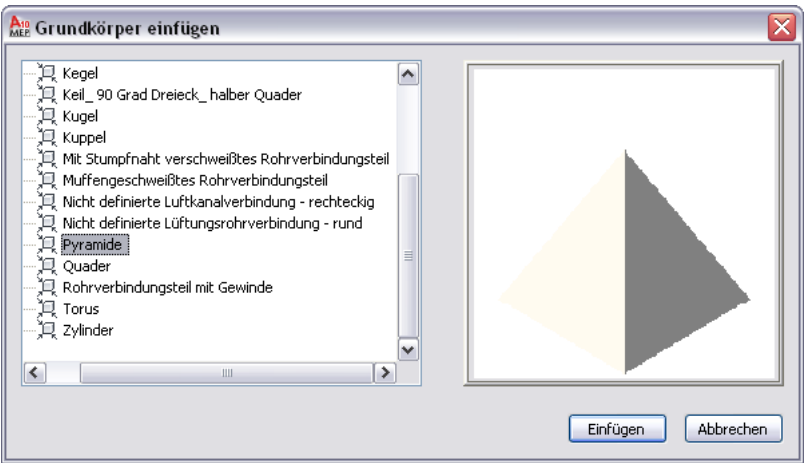 A10
MEP
Grundkörper einfügen
Kegel
Keil_ 90 Grad Dreieck_ halber Quader
Kugel
Kuppel
Mit Stumpfnaht verschweißtes Rohrverbindungsteil
Muffengeschweißtes Rohrverbindungsteil
Nicht definierte Luftkanalverbindung - rechteckig
Nicht definierte Lüftungsrohrverbindung - rund
Pyramide
Quader
Rohrverbindungsteil mit Gewinde
Torus
Zylinder
Einfügen
Abbrechen